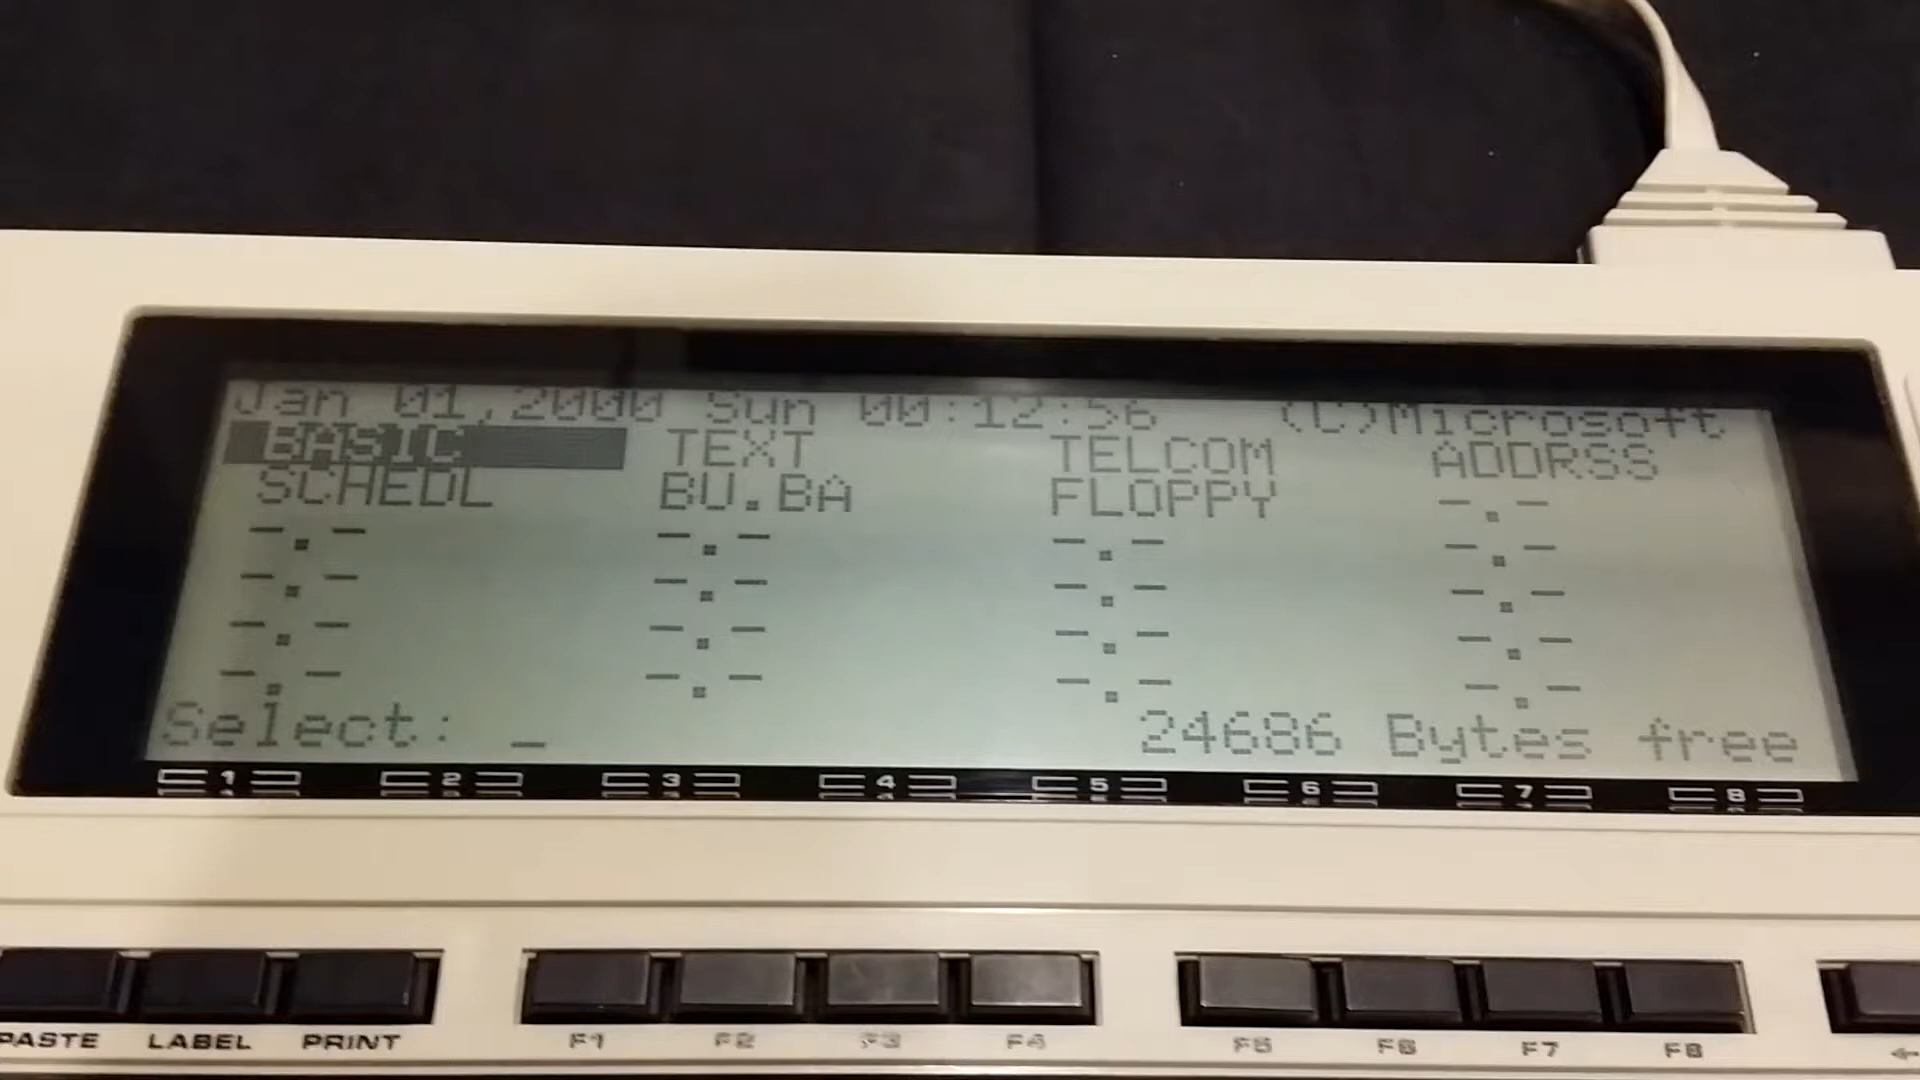 Jan 01,2000 Sun 00:12:56 (C)Microsoft
BASIC TEXT TELCOM ADDRSS
SCHEDL BU.BA FLOPPY -.-
-.- -.- -.- -.-
-.- -.- -.- -.-
-.- -.- -.- -.-
-.- -.- -.- -.-
Select: _ 24686 Bytes free
1 2 3 4 5 6 7 8
PASTE LABEL PRINT F1 F2 F3 F4 F5 F6 F7 F8